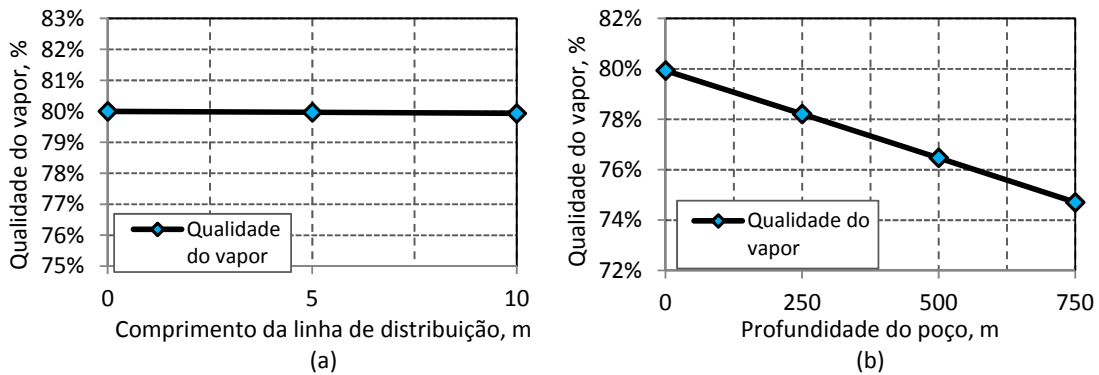 83%
82%
81%
80%
79%
78%
77%
76%
75%
Qualidade do vapor, %
Qualidade
do vapor
0 5 10
Comprimento da linha de distribuição, m
(a)
82%
80%
78%
76%
74%
72%
Qualidade do vapor, %
Qualidade do
vapor
0 250 500 750
Profundidade do poço, m
(b)